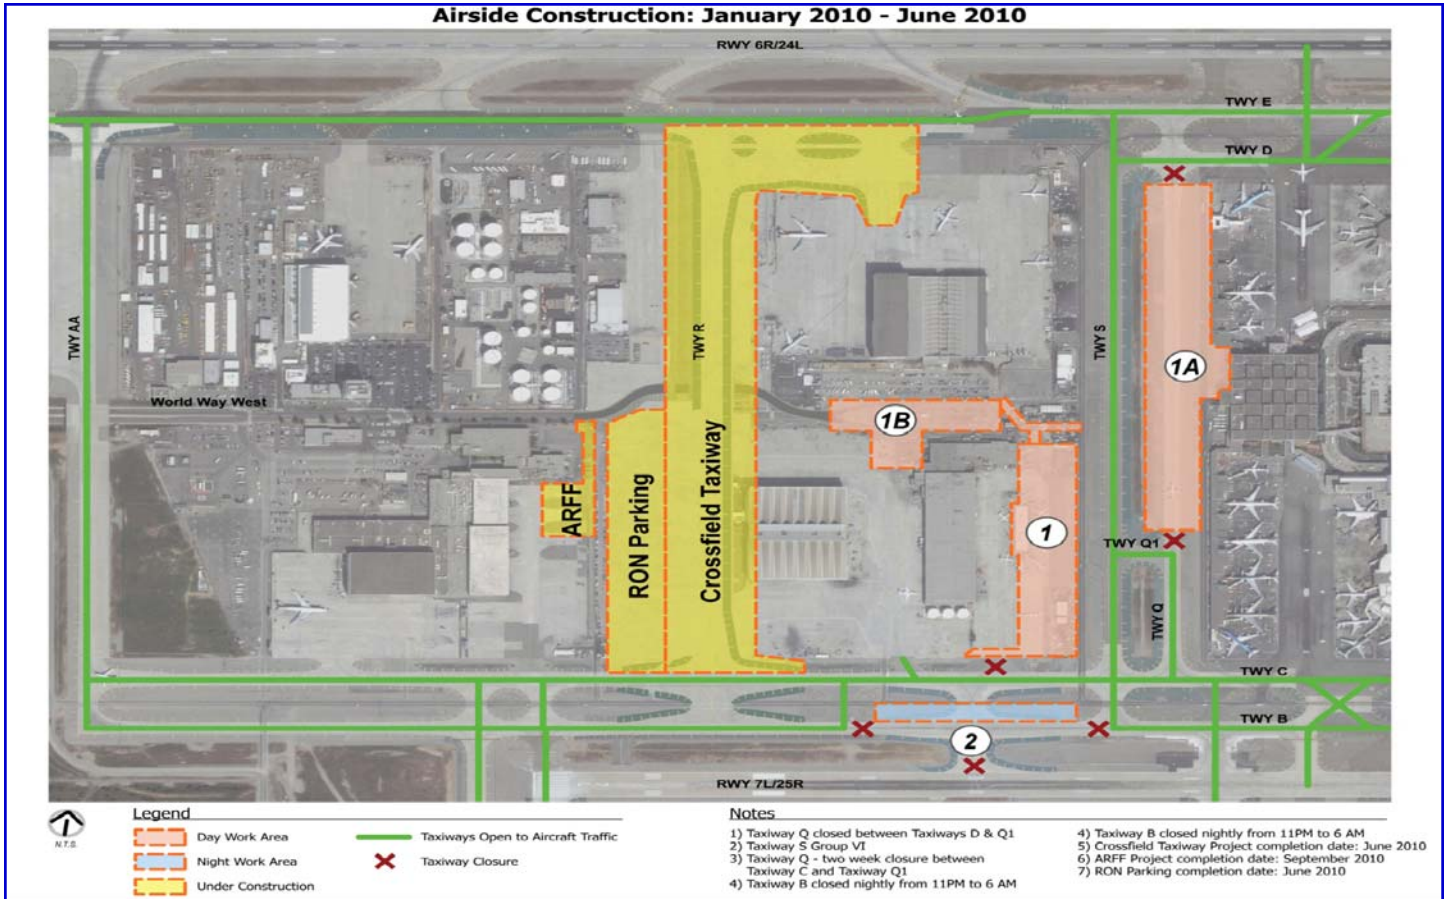 Airside Construction: January 2010 - June 2010
RWY 6R/24L
TWY E
TWY D
TWY AA
TWY R
TWY S
1A
World Way West
1B
ARFF
RON Parking
Crossfield Taxiway
1
TWY Q1
TWY Q
TWY C
TWY B
2
RWY 7L/25R
N.T.S.
Legend
Day Work Area
Night Work Area
Under Construction
Taxiways Open to Aircraft Traffic
Taxiway Closure
Notes
1) Taxiway Q closed between Taxiways D & Q1
2) Taxiway S Group VI
3) Taxiway Q - two week closure between
Taxiway C and Taxiway Q1
4) Taxiway B closed nightly from 11PM to 6 AM
4) Taxiway B closed nightly from 11PM to 6 AM
5) Crossfield Taxiway Project completion date: June 2010
6) ARFF Project completion date: September 2010
7) RON Parking completion date: June 2010